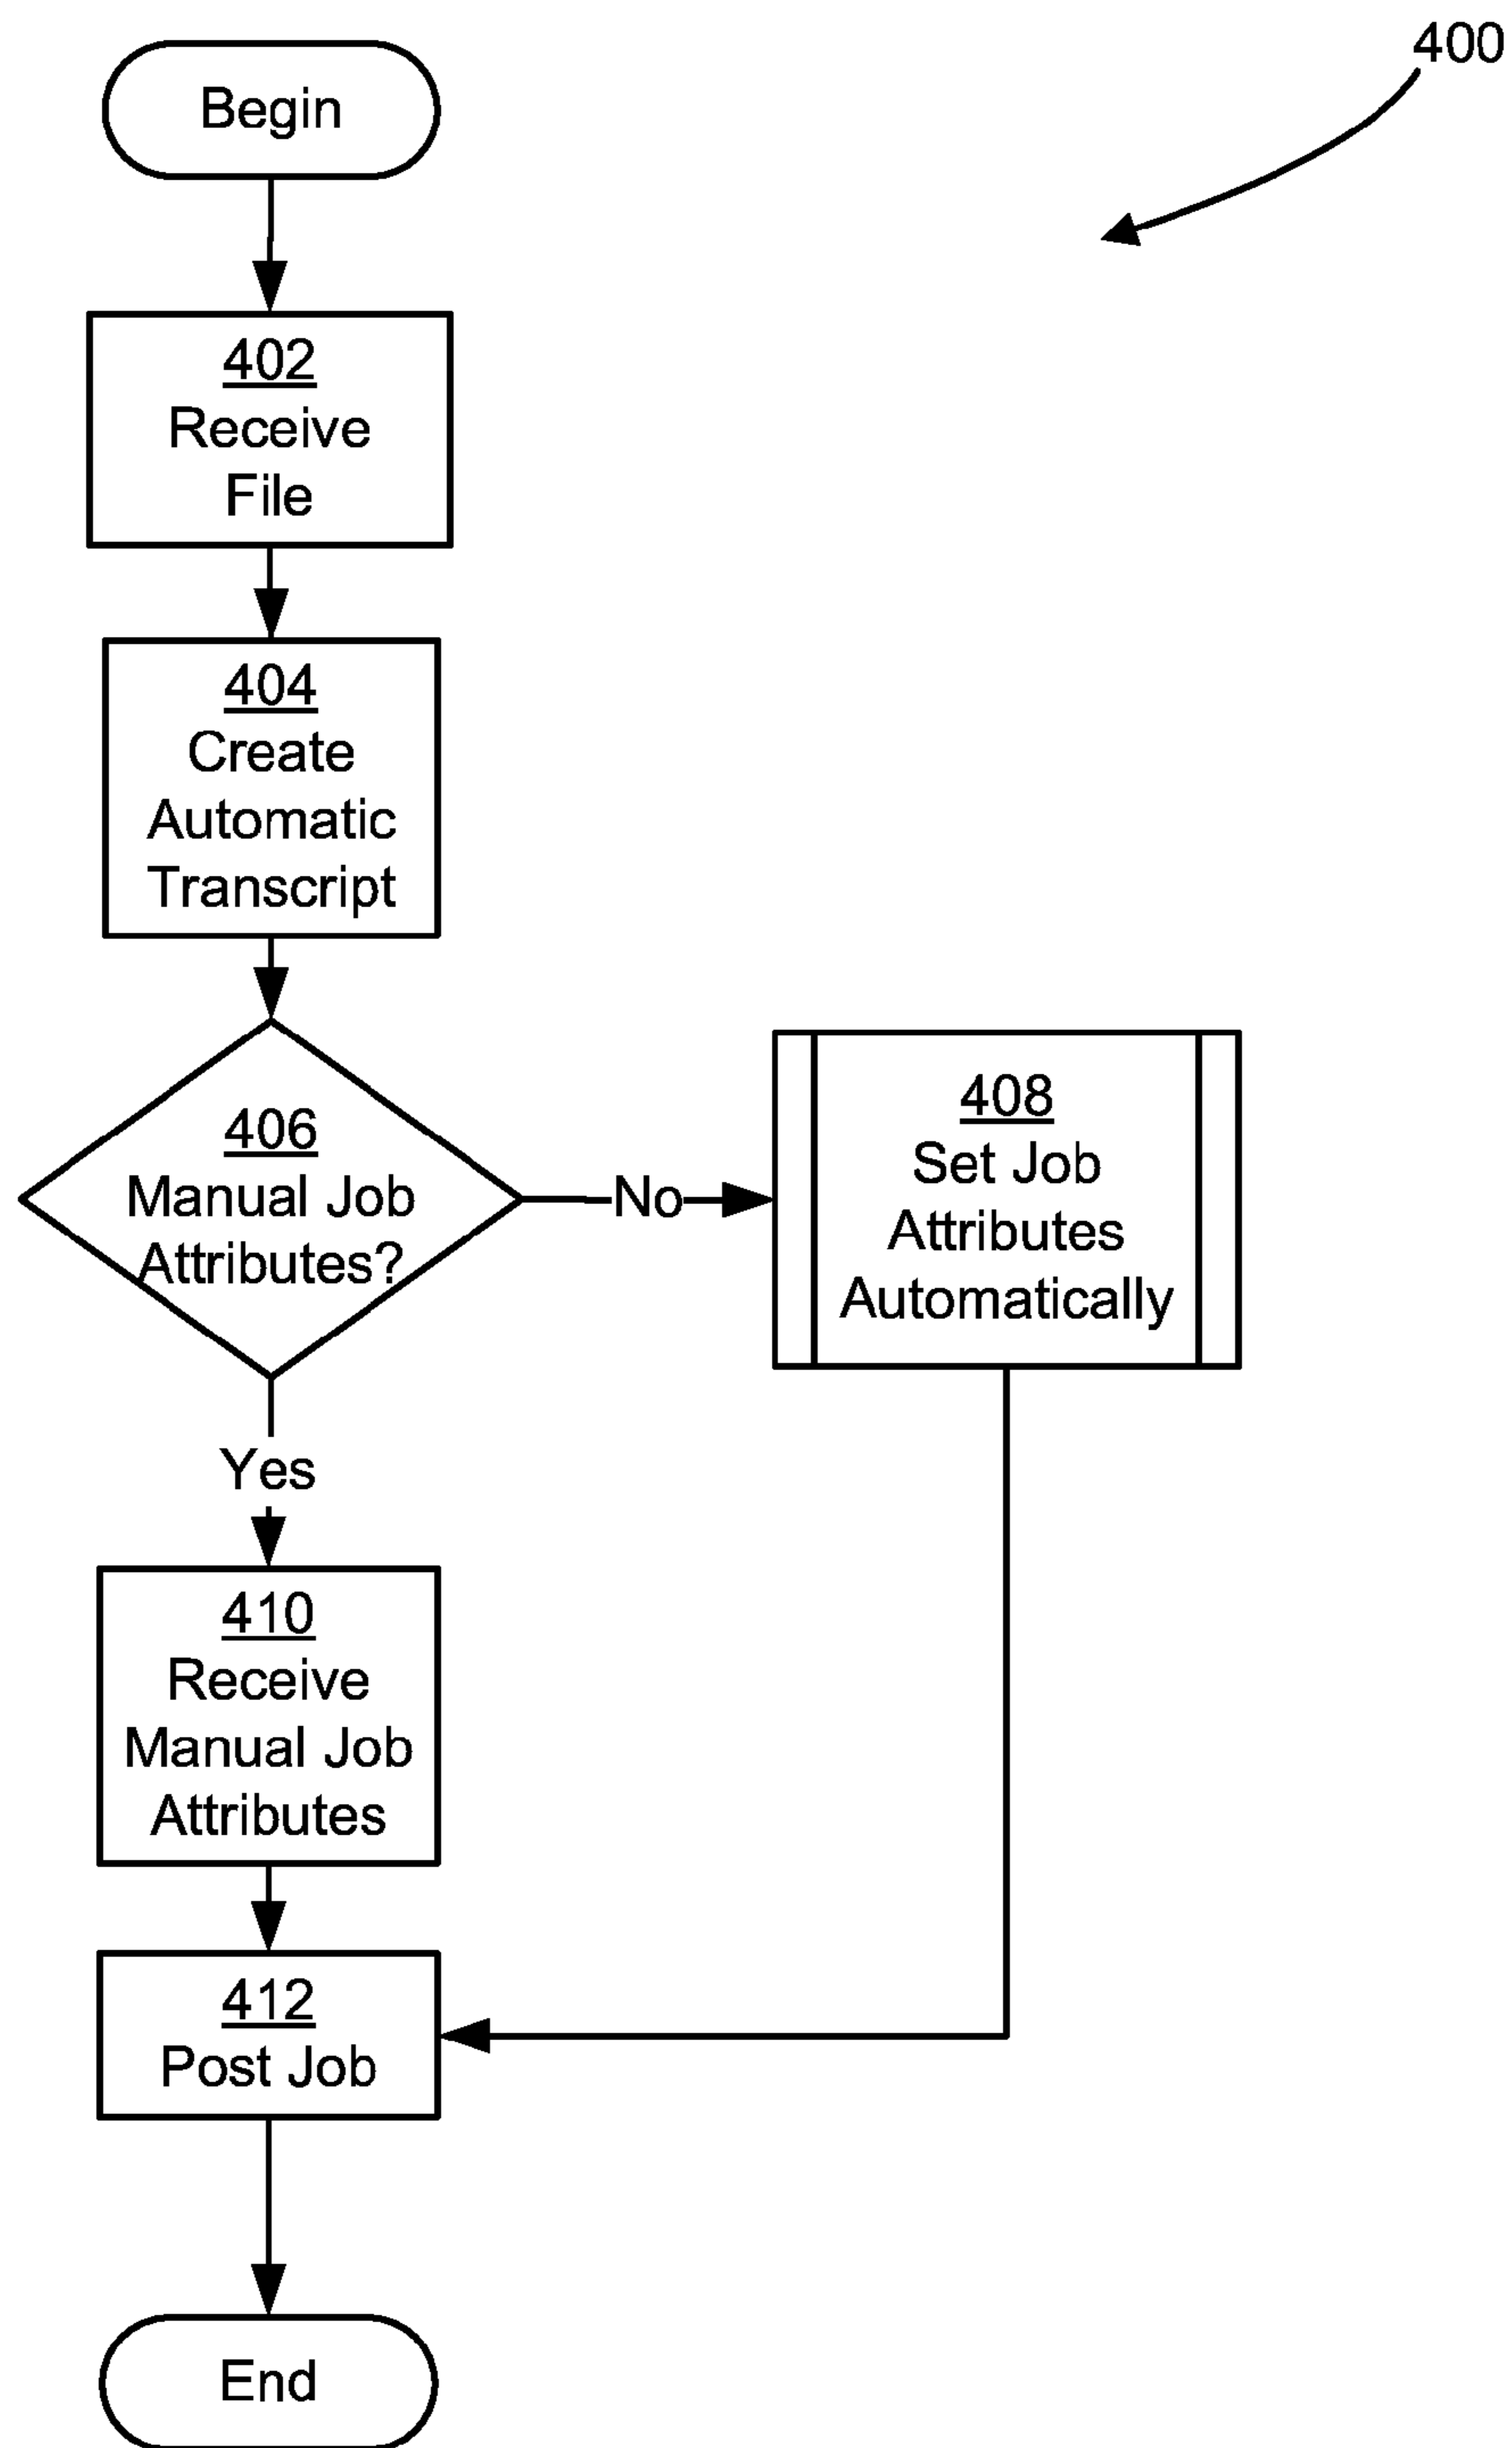 400
Begin
402
Receive
File
404
Create
Automatic
Transcript
406
Manual Job
Attributes?
No
408
Set Job
Attributes
Automatically
Yes
410
Receive
Manual Job
Attributes
412
Post Job
End